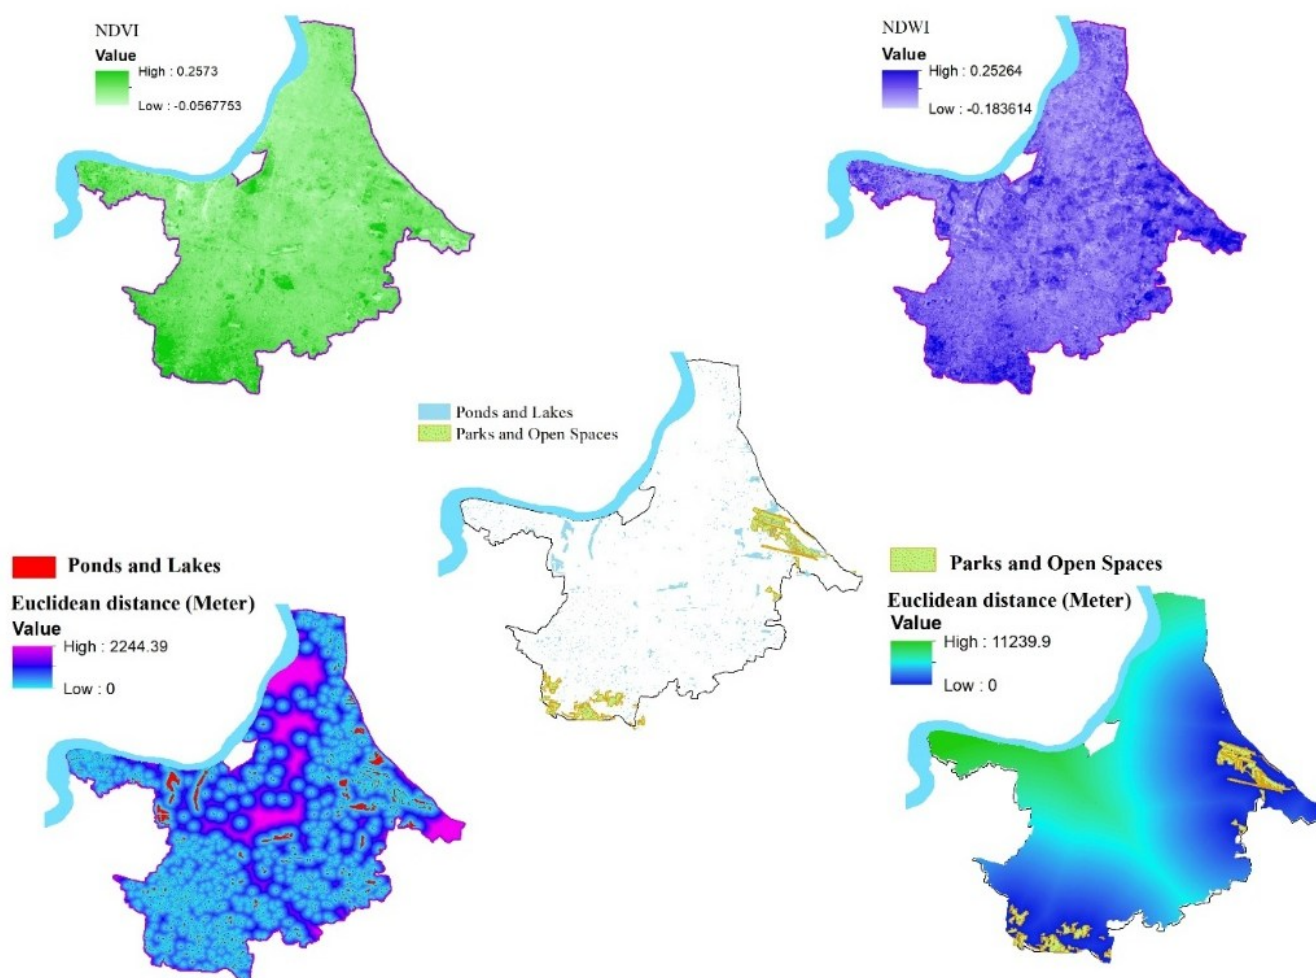 NDVI
Value
High : 0.2573
Low : -0.0567753
NDWI
Value
High : 0.25264
Low : -0.183614
Ponds and Lakes
Parks and Open Spaces
Ponds and Lakes
Euclidean distance (Meter)
Value
High : 2244.39
Low : 0
Parks and Open Spaces
Euclidean distance (Meter)
Value
High : 11239.9
Low : 0